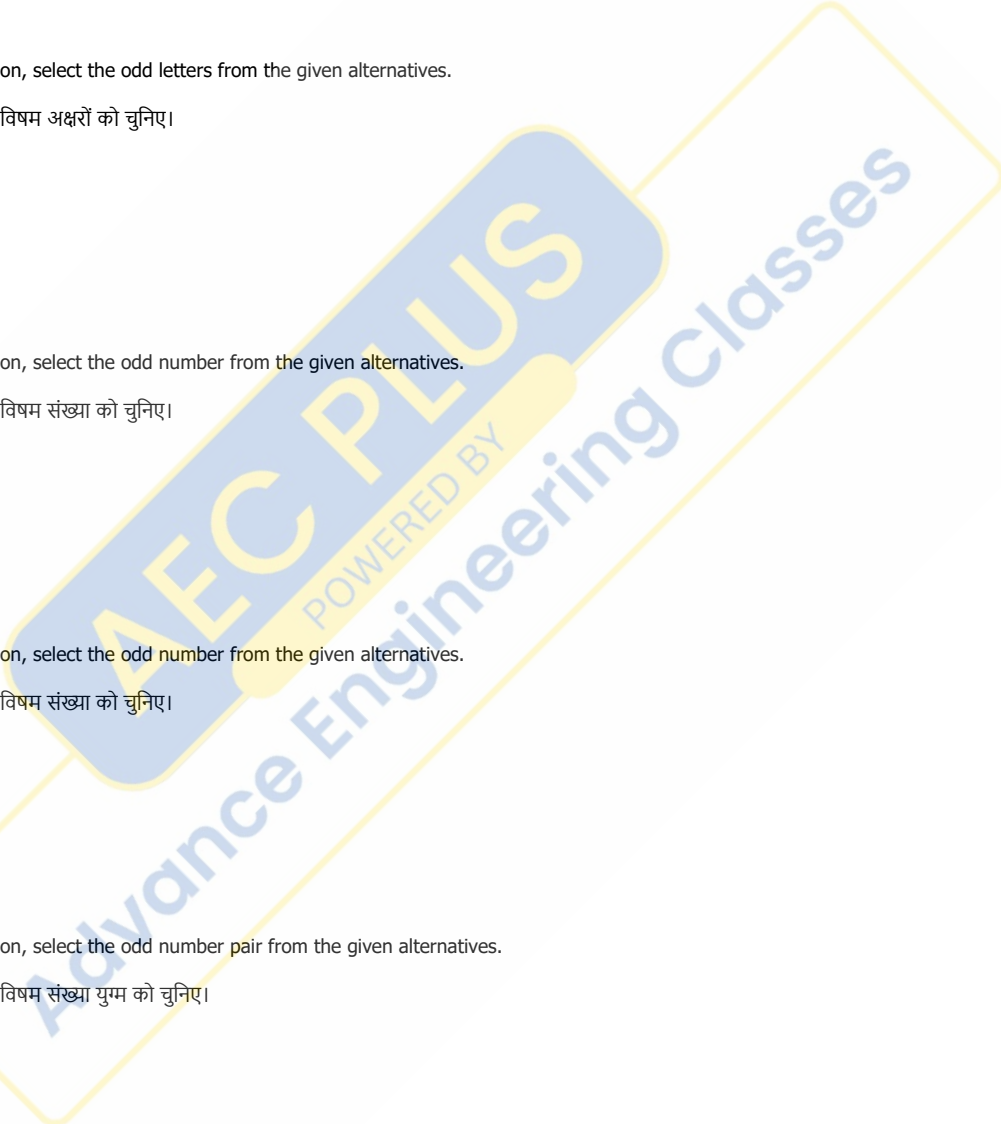 on, select the odd letters from the given alternatives.
विषम अक्षरों को चुनिए।
on, select the odd number from the given alternatives.
विषम संख्या को चुनिए।
on, select the odd number from the given alternatives.
विषम संख्या को चुनिए।
on, select the odd number pair from the given alternatives.
विषम संख्या युग्म को चुनिए।
AEC PLUS
POWERED BY
Advance Engineering Classes